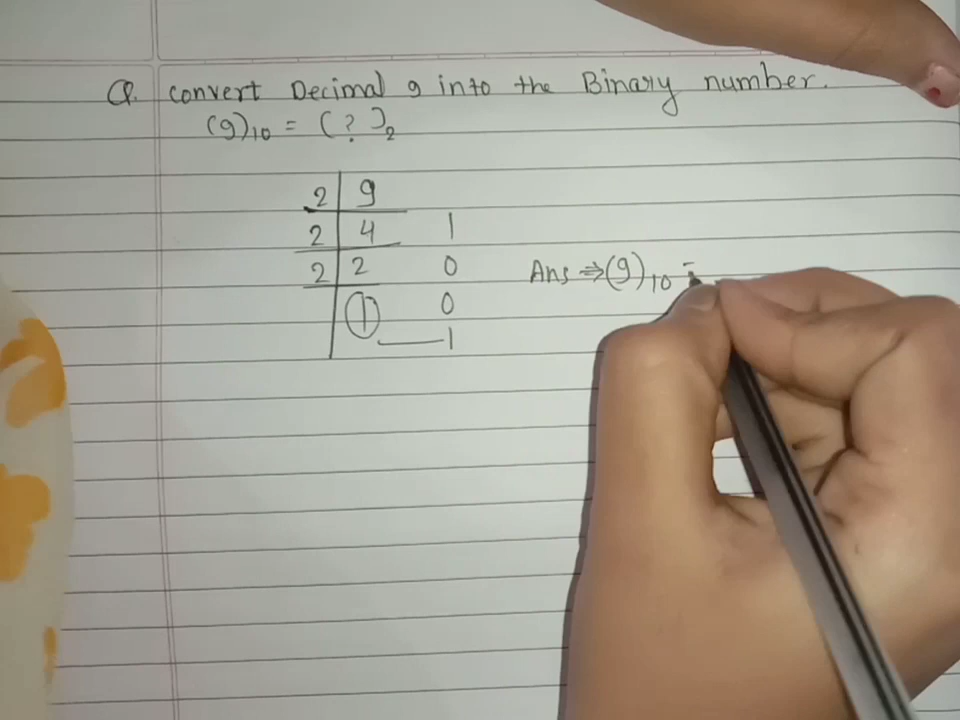 Q. convert Decimal 9 into the Binary number.
(9)10 = ( ? )2
2 9
2 4 1
2 2 0
1 0
1
Ans ⇒ (9)10 =